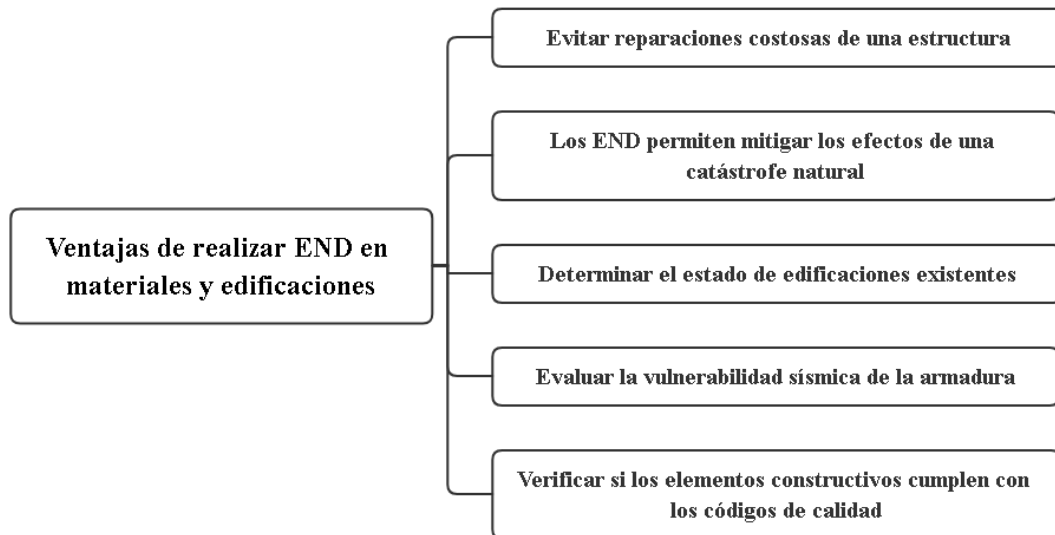 Evitar reparaciones costosas de una estructura
Los END permiten mitigar los efectos de una
catástrofe natural
Ventajas de realizar END en
materiales y edificaciones
Determinar el estado de edificaciones existentes
Evaluar la vulnerabilidad sísmica de la armadura
Verificar si los elementos constructivos cumplen con
los códigos de calidad